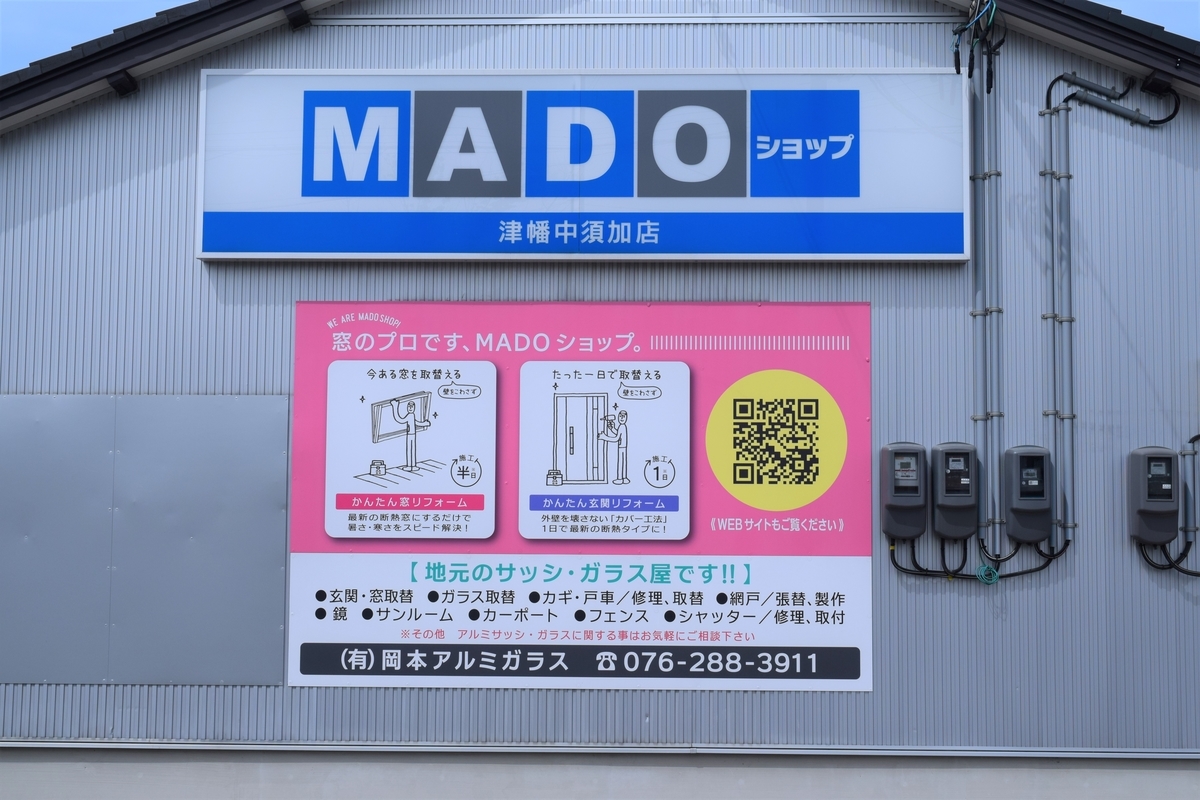 MADOショップ
津幡中須加店
WE ARE MADOSHOP!
窓のプロです、MADOショップ。
今ある窓を取替える
壁をこわさず
施工半日
かんたん窓リフォーム
最新の断熱窓にするだけで
暑さ・寒さをスピード解決！
たった一日で取替える
壁をこわさず
施工1日
かんたん玄関リフォーム
外壁を壊さない「カバー工法」
1日で最新の断熱タイプに！
《WEBサイトもご覧ください》
【地元のサッシ・ガラス屋です!!】
●玄関・窓取替 ●ガラス取替 ●カギ・戸車／修理、取替 ●網戸／張替、製作
●鏡 ●サンルーム ●カーポート ●フェンス ●シャッター／修理、取付
※その他 アルミサッシ・ガラスに関する事はお気軽にご相談下さい
(有)岡本アルミガラス ☎076-288-3911